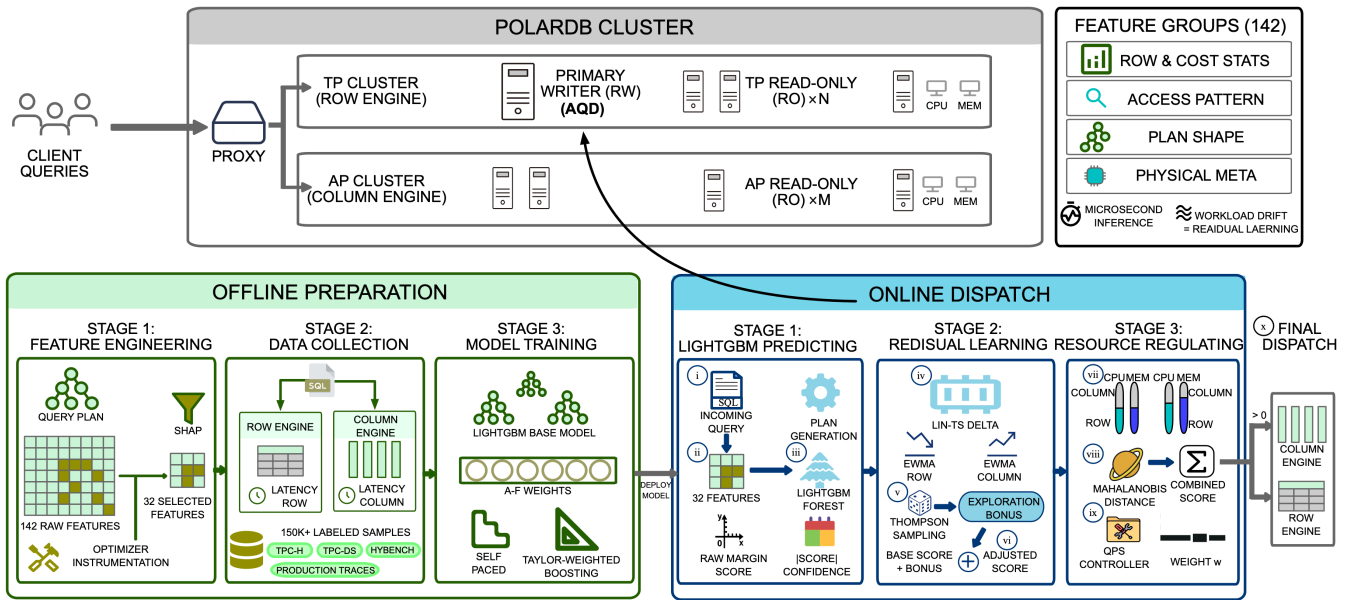 POLARDB CLUSTER
CLIENT
QUERIES
PROXY
TP CLUSTER
(ROW ENGINE)
PRIMARY
WRITER (RW)
(AQD)
TP READ-ONLY
(RO) ×N
CPU
MEM
AP CLUSTER
(COLUMN ENGINE)
AP READ-ONLY
(RO) ×M
CPU
MEM
FEATURE GROUPS (142)
ROW & COST STATS
ACCESS PATTERN
PLAN SHAPE
PHYSICAL META
MICROSECOND
INFERENCE
WORKLOAD DRIFT
= REAIDUAL LAERNING
OFFLINE PREPARATION
STAGE 1:
FEATURE ENGINEERING
QUERY PLAN
SHAP
142 RAW FEATURES
32 SELECTED
FEATURES
OPTIMIZER
INSTRUMENTATION
STAGE 2:
DATA COLLECTION
SQL
ROW ENGINE
LATENCY
ROW
COLUMN
ENGINE
LATENCY
COLUMN
150K+ LABELED SAMPLES
TPC-H
TPC-DS
HYBENCH
PRODUCTION TRACES
STAGE 3:
MODEL TRAINING
LIGHTGBM BASE MODEL
A-F WEIGHTS
SELF
PACED
TAYLOR-WEIGHTED
BOOSTING
DEPLOY
MODEL
ONLINE DISPATCH
STAGE 1:
LIGHTGBM PREDICTING
i
SQL
INCOMING
QUERY
PLAN
GENERATION
ii
32 FEATURES
iii
LIGHTGBM
FOREST
y
x
RAW MARGIN
SCORE
|SCORE|
CONFIDENCE
STAGE 2:
REDISUAL LEARNING
iv
LIN-TS DELTA
EWMA
ROW
EWMA
COLUMN
v
THOMPSON
SAMPLING
EXPLORATION
BONUS
BASE SCORE
+ BONUS
vi
ADJUSTED
SCORE
STAGE 3:
RESOURCE REGULATING
vii
CPU MEM
CPU MEM
COLUMN
COLUMN
ROW
ROW
viii
MAHALANOBIS
DISTANCE
Σ
COMBINED
SCORE
ix
QPS
CONTROLLER
WEIGHT w
x
FINAL
DISPATCH
> 0
COLUMN
ENGINE
ROW
ENGINE